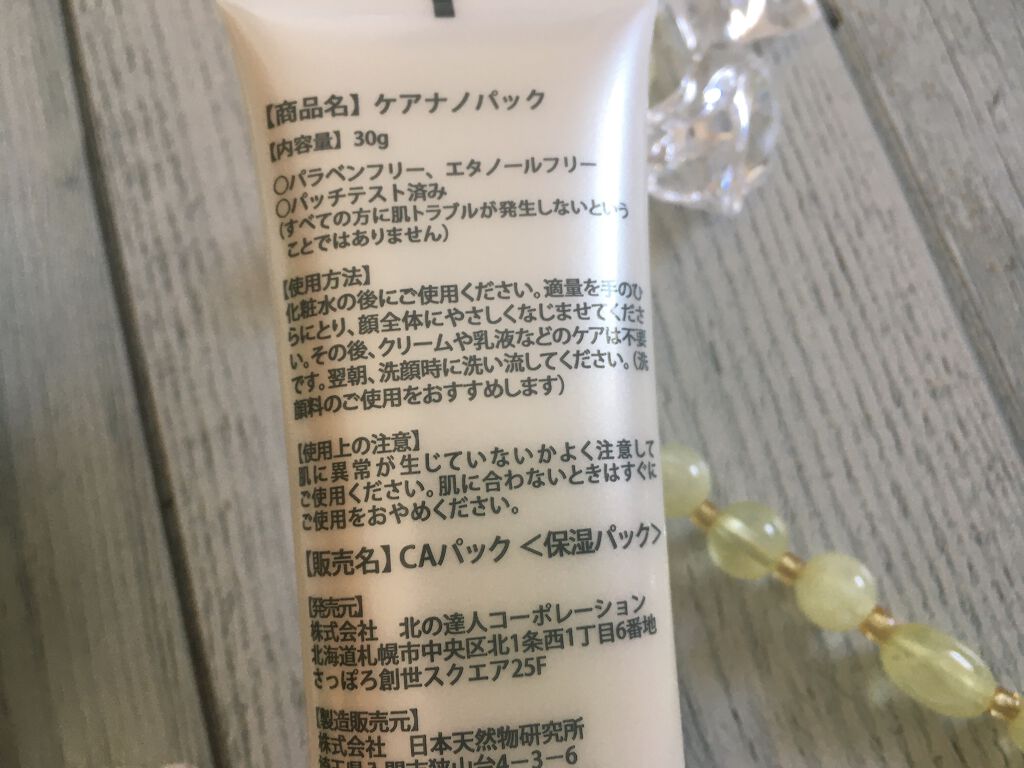 【商品名】ケアナノパック
【内容量】30g
○パラベンフリー、エタノールフリー
○パッチテスト済み
(すべての方に肌トラブルが発生しないという
ことではありません)
【使用方法】
化粧水の後にご使用ください。適量を手のひ
らにとり、顔全体にやさしくなじませてくださ
い。その後、クリームや乳液などのケアは不要
です。翌朝、洗顔時に洗い流してください。(洗
顔料のご使用をおすすめします)
【使用上の注意】
肌に異常が生じていないかよく注意して
ご使用ください。肌に合わないときはすぐに
ご使用をおやめください。
【販売名】CAパック<保湿パック>
【発売元】
株式会社 北の達人コーポレーション
北海道札幌市中央区北1条西1丁目6番地
さっぽろ創世スクエア25F
【製造販売元】
株式会社 日本天然物研究所
埼玉県入間市狭山台4-3-6